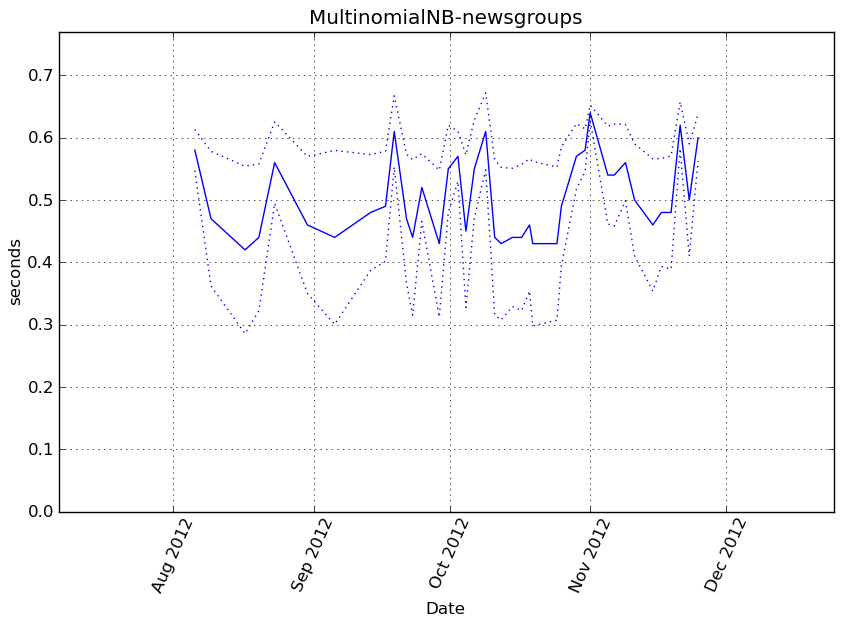 MultinomialNB-newsgroups
0.7
0.6
0.5
0.4
0.3
0.2
0.1
0.0
seconds
Aug 2012
Sep 2012
Oct 2012
Nov 2012
Dec 2012
Date